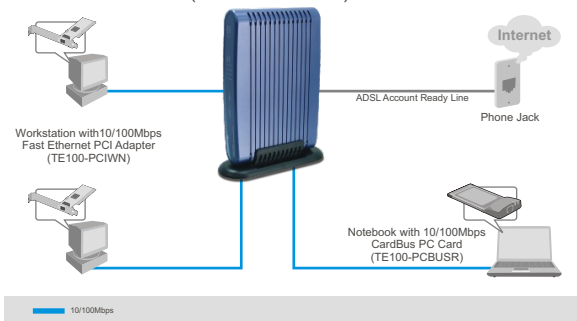 Internet
ADSL Account Ready Line
Phone Jack
Workstation with10/100Mbps
Fast Ethernet PCI Adapter
(TE100-PCIWN)
Notebook with 10/100Mbps
CardBus PC Card
(TE100-PCBUSR)
10/100Mbps